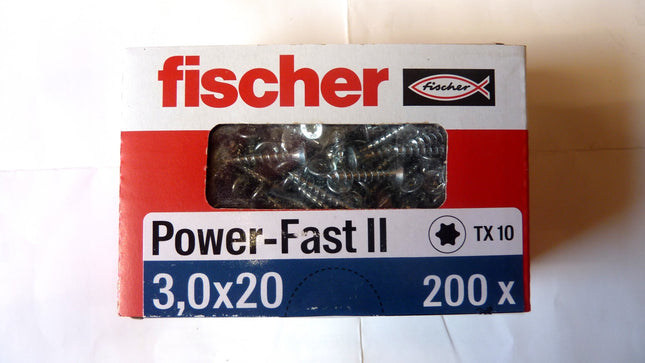 fischer
fischer
Power-Fast II TX 10
3,0x20 200 x